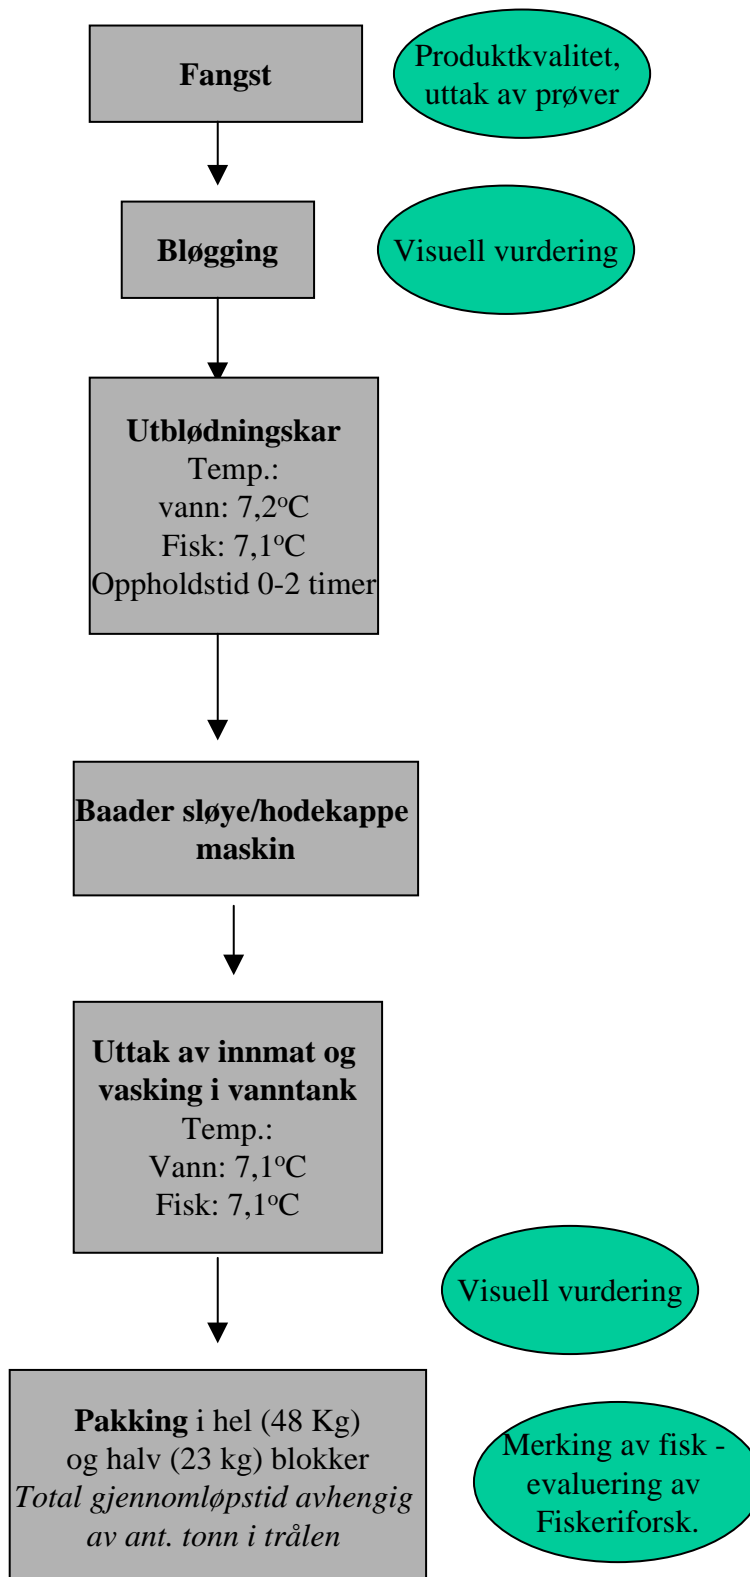 Fangst
Produktkvalitet,
uttak av prøver
Bløgging
Visuell vurdering
Utblødningskar
Temp.:
vann: 7,2°C
Fisk: 7,1°C
Oppholdstid 0-2 timer
Baader sløye/hodekappe
maskin
Uttak av innmat og
vasking i vanntank
Temp.:
Vann: 7,1°C
Fisk: 7,1°C
Visuell vurdering
Pakking i hel (48 Kg)
og halv (23 kg) blokker
Total gjennomløpstid avhengig
av ant. tonn i trålen
Merking av fisk -
evaluering av
Fiskeriforsk.